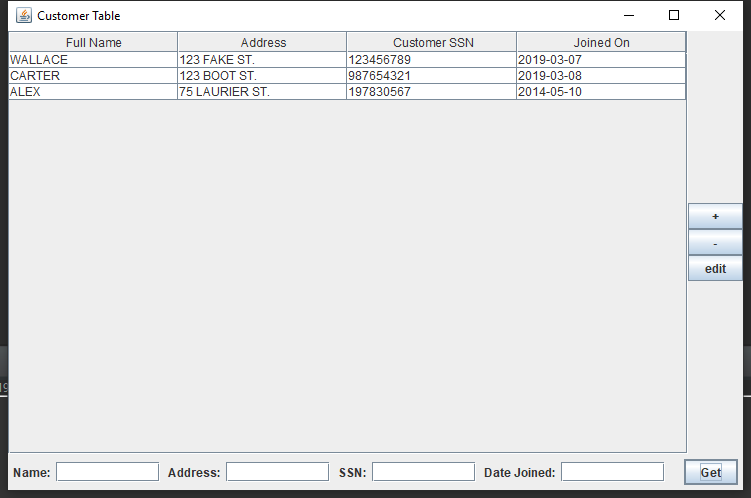 Customer Table
Full Name Address Customer SSN Joined On
WALLACE 123 FAKE ST. 123456789 2019-03-07
CARTER 123 BOOT ST. 987654321 2019-03-08
ALEX 75 LAURIER ST. 197830567 2014-05-10
+
-
edit
Name: Address: SSN: Date Joined: Get